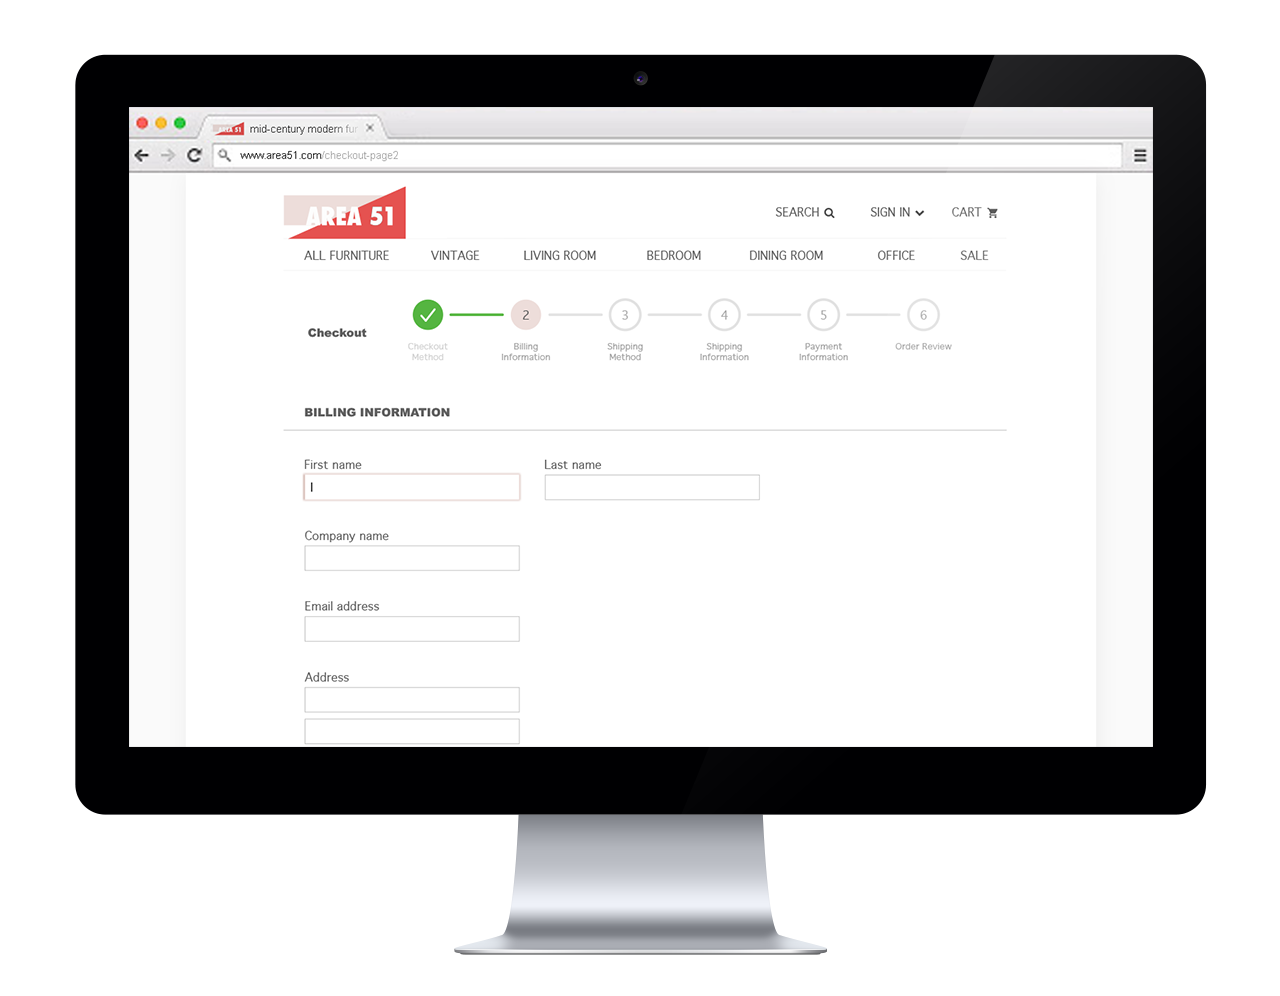 AREA 51 mid-century modern fur
www.area51.com/checkout-page2
AREA 51
SEARCH SIGN IN CART
ALL FURNITURE VINTAGE LIVING ROOM BEDROOM DINING ROOM OFFICE SALE
Checkout
2 3 4 5 6
Checkout Method
Billing Information
Shipping Method
Shipping Information
Payment Information
Order Review
BILLING INFORMATION
First name Last name
Company name
Email address
Address